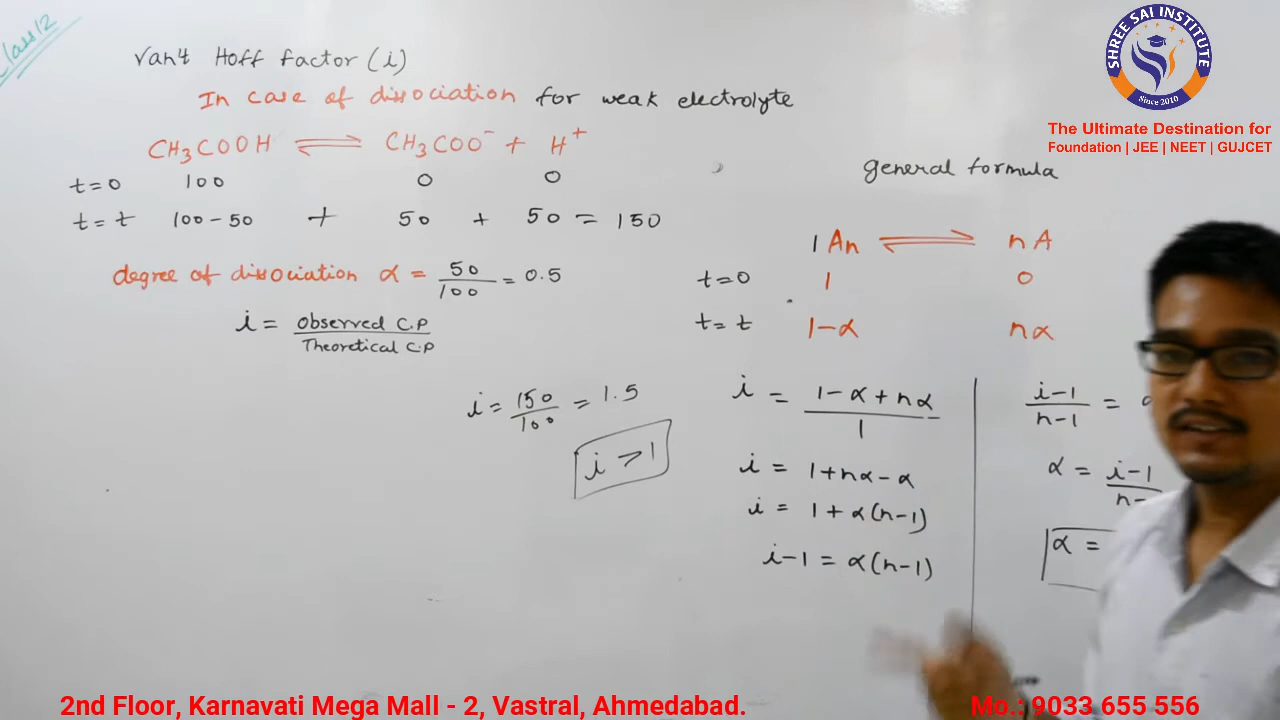 Class 12
Van't Hoff factor (i)
In case of dissociation for weak electrolyte
CH₃COOH ⇌ CH₃COO⁻ + H⁺
t=0 100 0 0
t=t 100-50 + 50 + 50 = 150
degree of dissociation α = 50/100 = 0.5
i = Observed C.P / Theoretical C.P
i = 150/100 = 1.5
i > 1
general formula
1 An ⇌ nA
t=0 1 0
t=t 1-α nα
i = 1-α+nα / 1
i = 1+nα-α
i = 1+α(n-1)
i-1 = α(n-1)
i-1/n-1 =
α = i-1/n-
α =
SHREE SAI INSTITUTE
Since 2010
The Ultimate Destination for
Foundation | JEE | NEET | GUJCET
2nd Floor, Karnavati Mega Mall - 2, Vastral, Ahmedabad.
Mo.: 9033 655 556